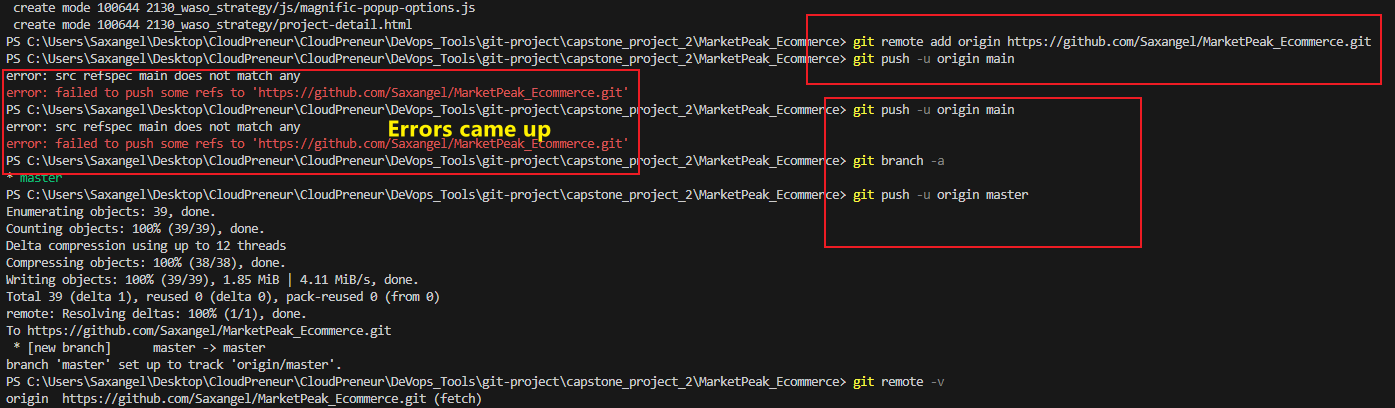 create mode 100644 2130_waso_strategy/js/magnific-popup-options.js
create mode 100644 2130_waso_strategy/project-detail.html
PS C:\Users\Saxangel\Desktop\CloudPreneur\CloudPreneur\DeVops_Tools\git-project\capstone_project_2\MarketPeak_Ecommerce> git remote add origin https://github.com/Saxangel/MarketPeak_Ecommerce.git
PS C:\Users\Saxangel\Desktop\CloudPreneur\CloudPreneur\DeVops_Tools\git-project\capstone_project_2\MarketPeak_Ecommerce> git push -u origin main
error: src refspec main does not match any
error: failed to push some refs to 'https://github.com/Saxangel/MarketPeak_Ecommerce.git'
PS C:\Users\Saxangel\Desktop\CloudPreneur\CloudPreneur\DeVops_Tools\git-project\capstone_project_2\MarketPeak_Ecommerce> git push -u origin main
error: src refspec main does not match any
Errors came up
error: failed to push some refs to 'https://github.com/Saxangel/MarketPeak_Ecommerce.git'
PS C:\Users\Saxangel\Desktop\CloudPreneur\CloudPreneur\DeVops_Tools\git-project\capstone_project_2\MarketPeak_Ecommerce> git branch -a
* master
PS C:\Users\Saxangel\Desktop\CloudPreneur\CloudPreneur\DeVops_Tools\git-project\capstone_project_2\MarketPeak_Ecommerce> git push -u origin master
Enumerating objects: 39, done.
Counting objects: 100% (39/39), done.
Delta compression using up to 12 threads
Compressing objects: 100% (38/38), done.
Writing objects: 100% (39/39), 1.85 MiB | 4.11 MiB/s, done.
Total 39 (delta 1), reused 0 (delta 0), pack-reused 0 (from 0)
remote: Resolving deltas: 100% (1/1), done.
To https://github.com/Saxangel/MarketPeak_Ecommerce.git
* [new branch]      master -> master
branch 'master' set up to track 'origin/master'.
PS C:\Users\Saxangel\Desktop\CloudPreneur\CloudPreneur\DeVops_Tools\git-project\capstone_project_2\MarketPeak_Ecommerce> git remote -v
origin  https://github.com/Saxangel/MarketPeak_Ecommerce.git (fetch)